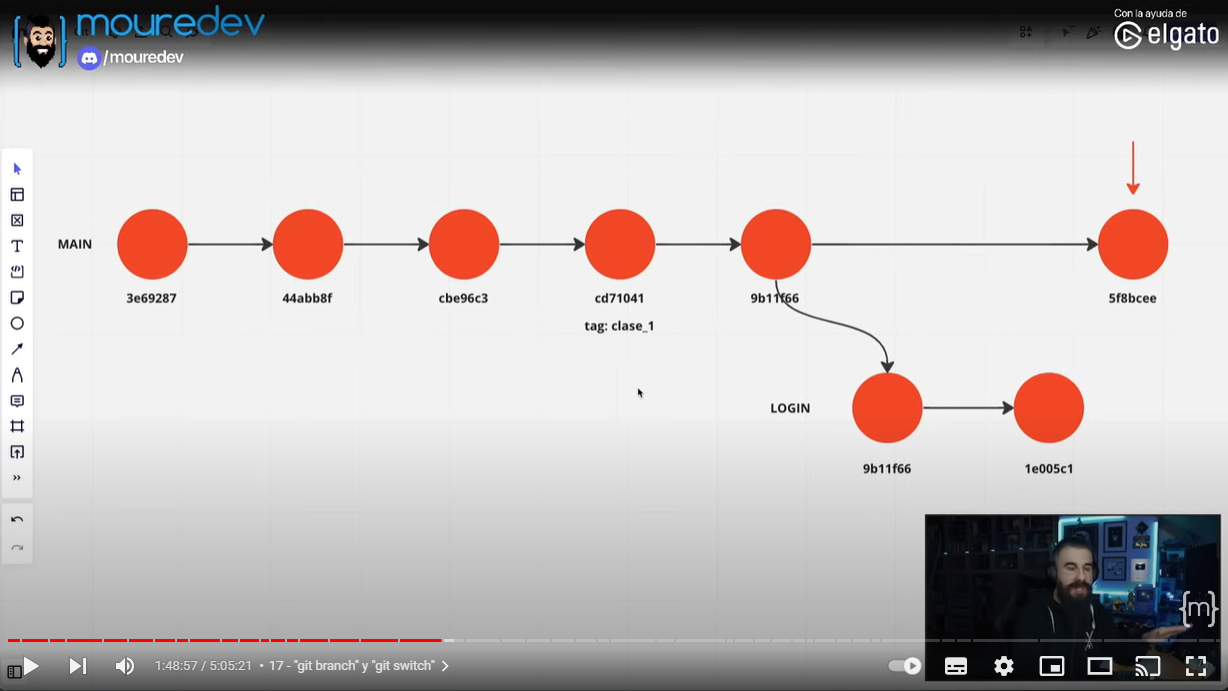 mouredev
/mouredev
Con la ayuda de
elgato
MAIN
3e69287
44abb8f
cbe96c3
cd71041
9b11f66
5f8bcee
tag: clase_1
LOGIN
9b11f66
1e005c1
{m}
1:48:57 / 5:05:21 • 17 - "git branch" y "git switch"